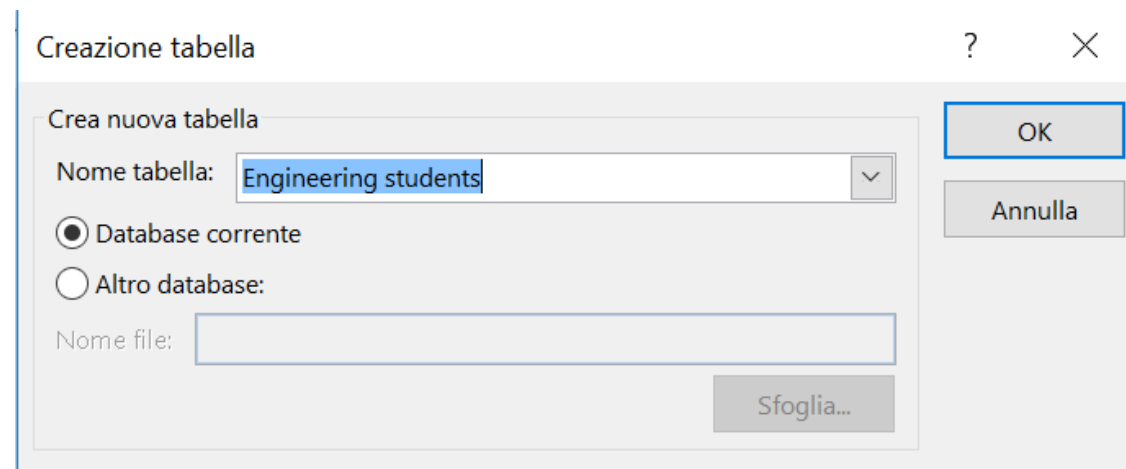 Creazione tabella
?
Crea nuova tabella
OK
Nome tabella: Engineering students
Annulla
Database corrente
Altro database:
Nome file:
Sfoglia...